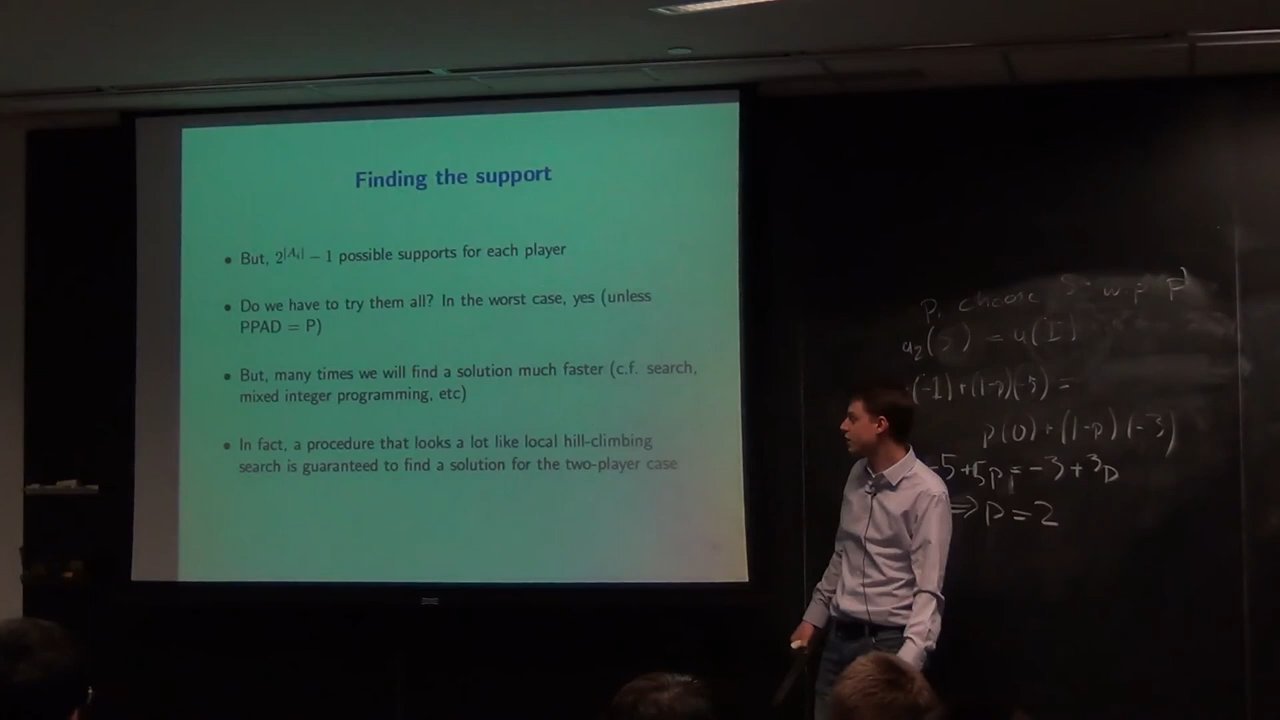 Finding the support
• But, 2^|A_i| − 1 possible supports for each player
• Do we have to try them all? In the worst case, yes (unless
PPAD = P)
• But, many times we will find a solution much faster (c.f. search,
mixed integer programming, etc)
• In fact, a procedure that looks a lot like local hill-climbing
search is guaranteed to find a solution for the two-player case
P, choose S w.p. P
u₂(S) = u(I)
(-1)+(1-p)(-5) =
p(0)+(1-p)(-3)
-5+5p = -3+3p
⇒ p=2